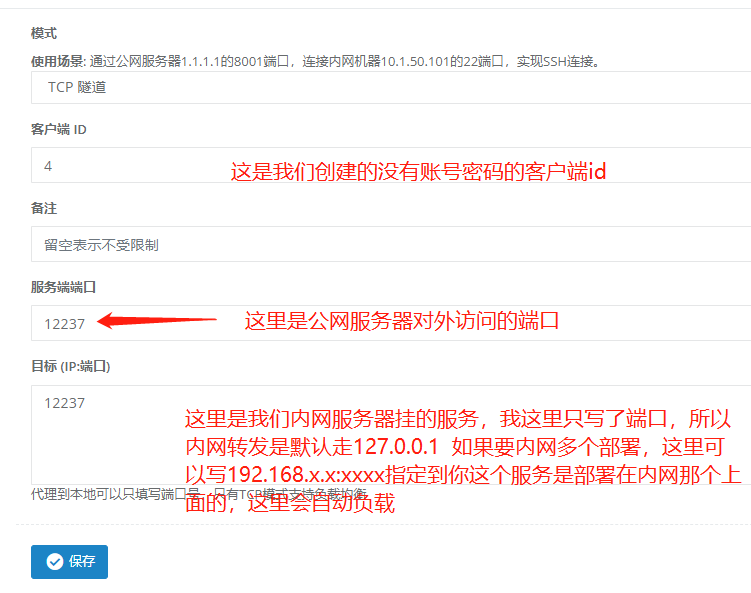 模式
使用场景: 通过公网服务器1.1.1.1的8001端口，连接内网机器10.1.50.101的22端口，实现SSH连接。
TCP 隧道
客户端 ID
4
这是我们创建的没有账号密码的客户端id
备注
留空表示不受限制
服务端端口
12237
这里是公网服务器对外访问的端口
目标 (IP:端口)
12237
这里是我们内网服务器挂的服务，我这里只写了端口，所以
内网转发是默认走127.0.0.1 如果要内网多个部署，这里可
以写192.168.x.x:xxxx指定到你这个服务是部署在内网那个上
面的，这里会自动负载
代理到本地可以只填写端口号，只有TCP模式支持负载均衡
保存